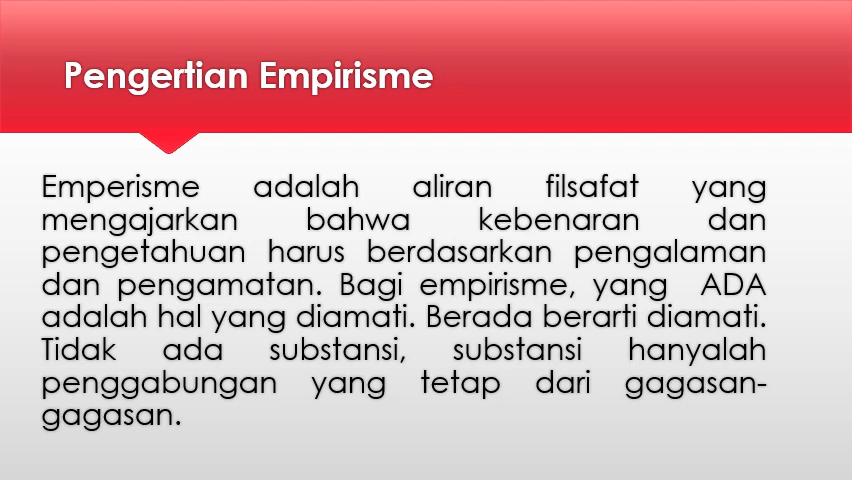 Pengertian Empirisme
Emperisme adalah aliran filsafat yang
mengajarkan bahwa kebenaran dan
pengetahuan harus berdasarkan pengalaman
dan pengamatan. Bagi empirisme, yang ADA
adalah hal yang diamati. Berada berarti diamati.
Tidak ada substansi, substansi hanyalah
penggabungan yang tetap dari gagasan-
gagasan.